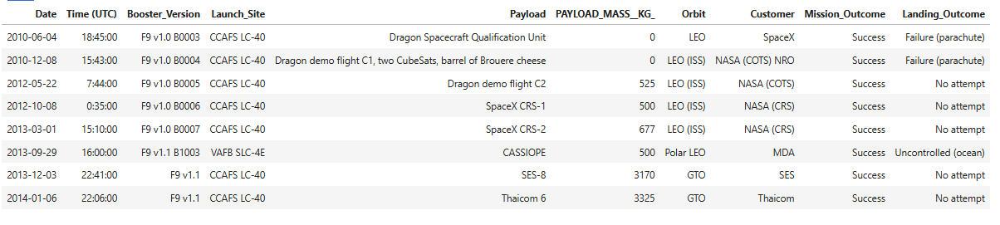 Date Time (UTC) Booster_Version Launch_Site Payload PAYLOAD_MASS__KG_ Orbit Customer Mission_Outcome Landing_Outcome
2010-06-04 18:45:00 F9 v1.0 B0003 CCAFS LC-40 Dragon Spacecraft Qualification Unit 0 LEO SpaceX Success Failure (parachute)
2010-12-08 15:43:00 F9 v1.0 B0004 CCAFS LC-40 Dragon demo flight C1, two CubeSats, barrel of Brouere cheese 0 LEO (ISS) NASA (COTS) NRO Success Failure (parachute)
2012-05-22 7:44:00 F9 v1.0 B0005 CCAFS LC-40 Dragon demo flight C2 525 LEO (ISS) NASA (COTS) Success No attempt
2012-10-08 0:35:00 F9 v1.0 B0006 CCAFS LC-40 SpaceX CRS-1 500 LEO (ISS) NASA (CRS) Success No attempt
2013-03-01 15:10:00 F9 v1.0 B0007 CCAFS LC-40 SpaceX CRS-2 677 LEO (ISS) NASA (CRS) Success No attempt
2013-09-29 16:00:00 F9 v1.1 B1003 VAFB SLC-4E CASSIOPE 500 Polar LEO MDA Success Uncontrolled (ocean)
2013-12-03 22:41:00 F9 v1.1 CCAFS LC-40 SES-8 3170 GTO SES Success No attempt
2014-01-06 22:06:00 F9 v1.1 CCAFS LC-40 Thaicom 6 3325 GTO Thaicom Success No attempt